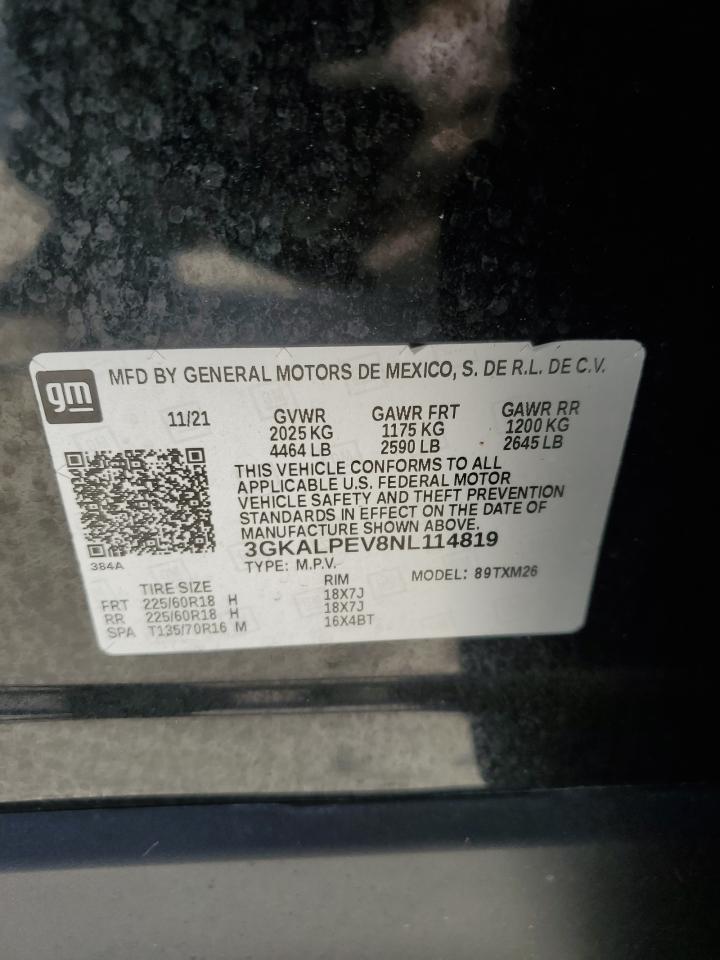 gm
MFD BY GENERAL MOTORS DE MEXICO, S. DE R.L. DE C.V.
11/21 GVWR GAWR FRT GAWR RR
2025 KG 1175 KG 1200 KG
4464 LB 2590 LB 2645 LB
THIS VEHICLE CONFORMS TO ALL
APPLICABLE U.S. FEDERAL MOTOR
VEHICLE SAFETY AND THEFT PREVENTION
STANDARDS IN EFFECT ON THE DATE OF
MANUFACTURE SHOWN ABOVE.
3GKALPEV8NL114819
384A
TYPE: M.P.V. MODEL: 89TXM26
TIRE SIZE RIM
FRT 225/60R18 H 18X7J
RR 225/60R18 H 18X7J
SPA T135/70R16 M 16X4BT